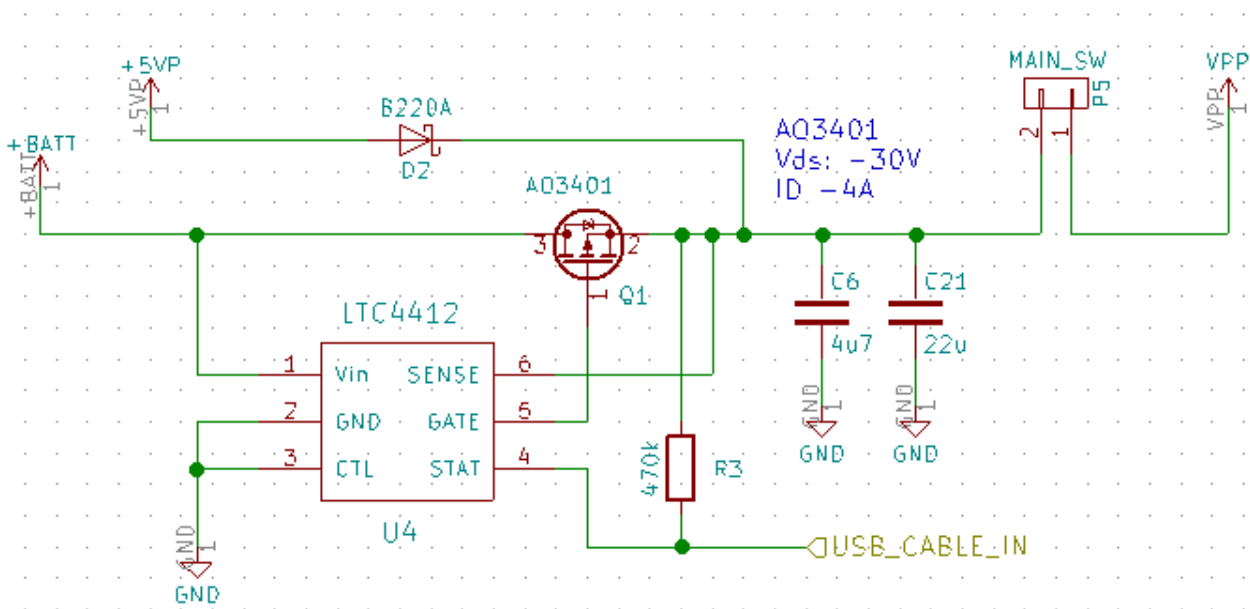 +5VP
+5VP
1
B220A
D2
MAIN_SW
P5
2
1
VPP
VPP
1
+BATT
+BATT
1
AO3401
Vds: -30V
ID -4A
AO3401
3
2
1
Q1
LTC4412
1
Vin
SENSE
6
2
GND
GATE
5
3
CTL
STAT
4
U4
GND
1
GND
470k
R3
C6
4u7
GND
1
GND
C21
22u
GND
1
GND
USB_CABLE_IN